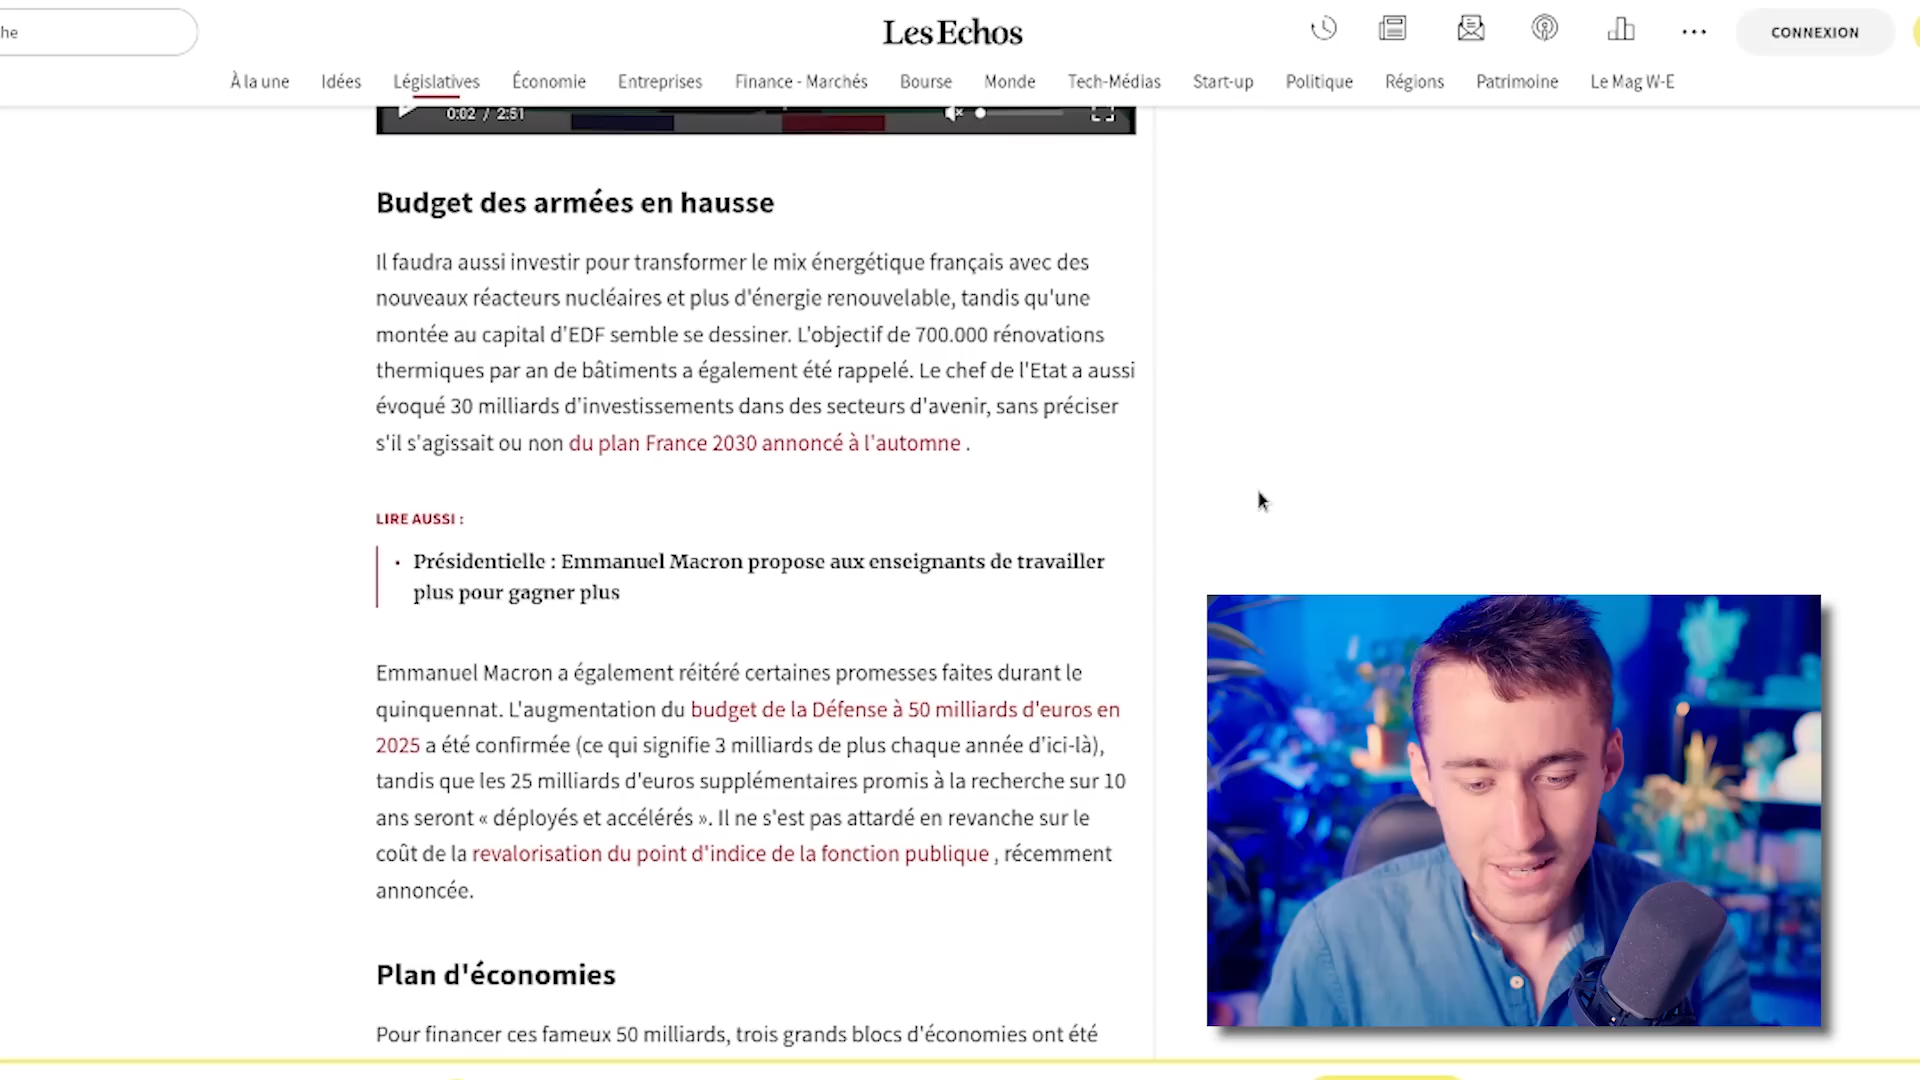 he
Les Echos
CONNEXION
À la une Idées Législatives Économie Entreprises Finance - Marchés Bourse Monde Tech-Médias Start-up Politique Régions Patrimoine Le Mag W-E
0:02 / 2:51
Budget des armées en hausse
Il faudra aussi investir pour transformer le mix énergétique français avec des
nouveaux réacteurs nucléaires et plus d'énergie renouvelable, tandis qu'une
montée au capital d'EDF semble se dessiner. L'objectif de 700.000 rénovations
thermiques par an de bâtiments a également été rappelé. Le chef de l'Etat a aussi
évoqué 30 milliards d'investissements dans des secteurs d'avenir, sans préciser
s'il s'agissait ou non du plan France 2030 annoncé à l'automne .
LIRE AUSSI :
• Présidentielle : Emmanuel Macron propose aux enseignants de travailler
plus pour gagner plus
Emmanuel Macron a également réitéré certaines promesses faites durant le
quinquennat. L'augmentation du budget de la Défense à 50 milliards d'euros en
2025 a été confirmée (ce qui signifie 3 milliards de plus chaque année d'ici-là),
tandis que les 25 milliards d'euros supplémentaires promis à la recherche sur 10
ans seront « déployés et accélérés ». Il ne s'est pas attardé en revanche sur le
coût de la revalorisation du point d'indice de la fonction publique , récemment
annoncée.
Plan d'économies
Pour financer ces fameux 50 milliards, trois grands blocs d'économies ont été